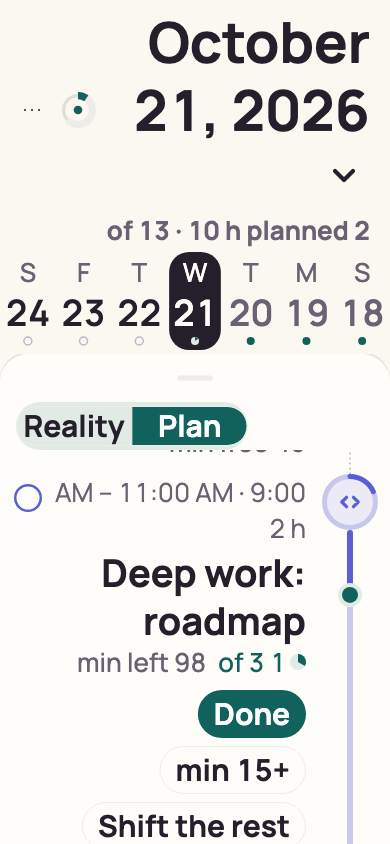 October
21, 2026
of 13 · 10 h planned 2
S F T W T M S
24 23 22 21 20 19 18
Reality Plan
AM – 11:00 AM · 9:00
2 h
Deep work:
roadmap
min left 98 of 3 1
Done
min 15+
Shift the rest